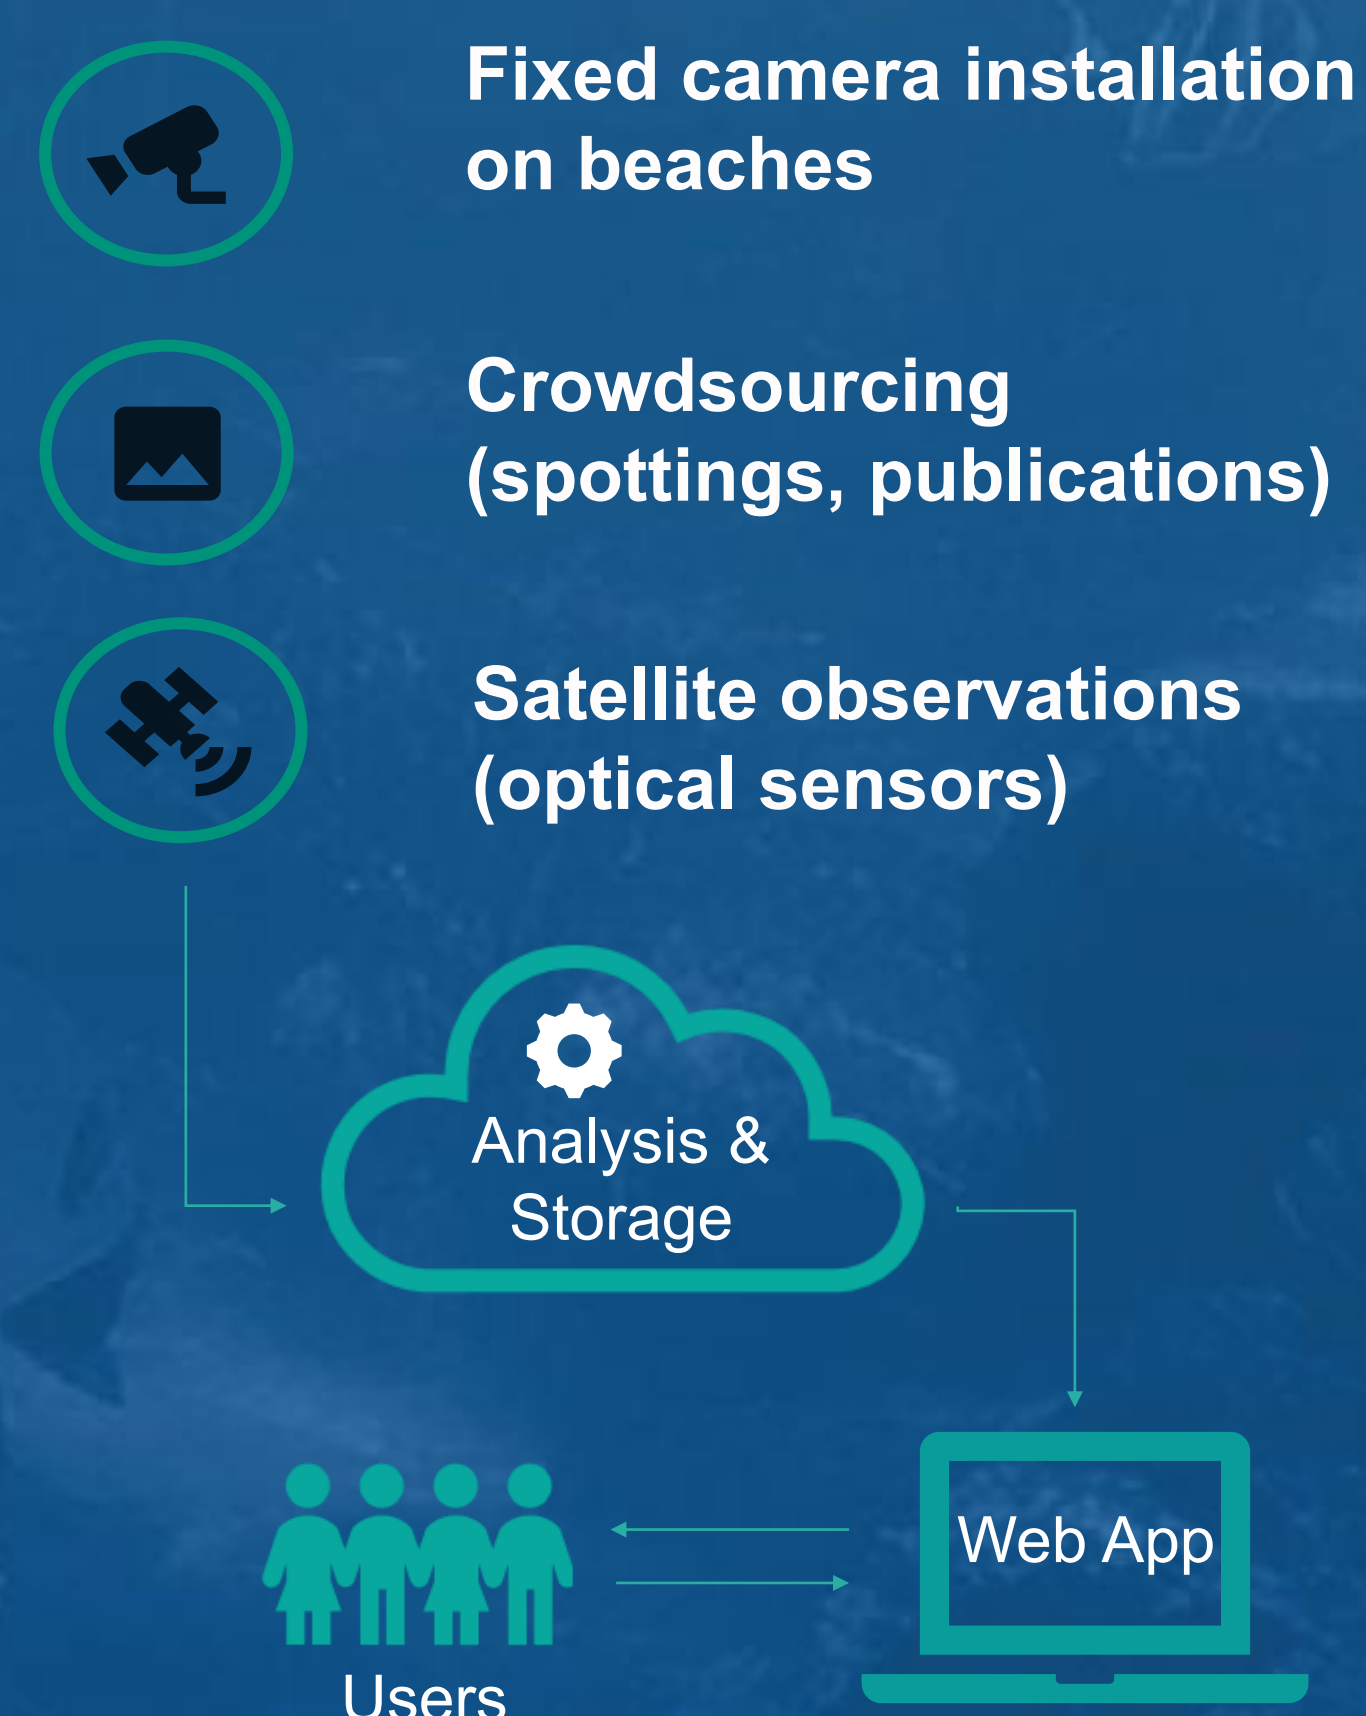 Fixed camera installation
on beaches
Crowdsourcing
(spottings, publications)
Satellite observations
(optical sensors)
Analysis &
Storage
Web App
Users